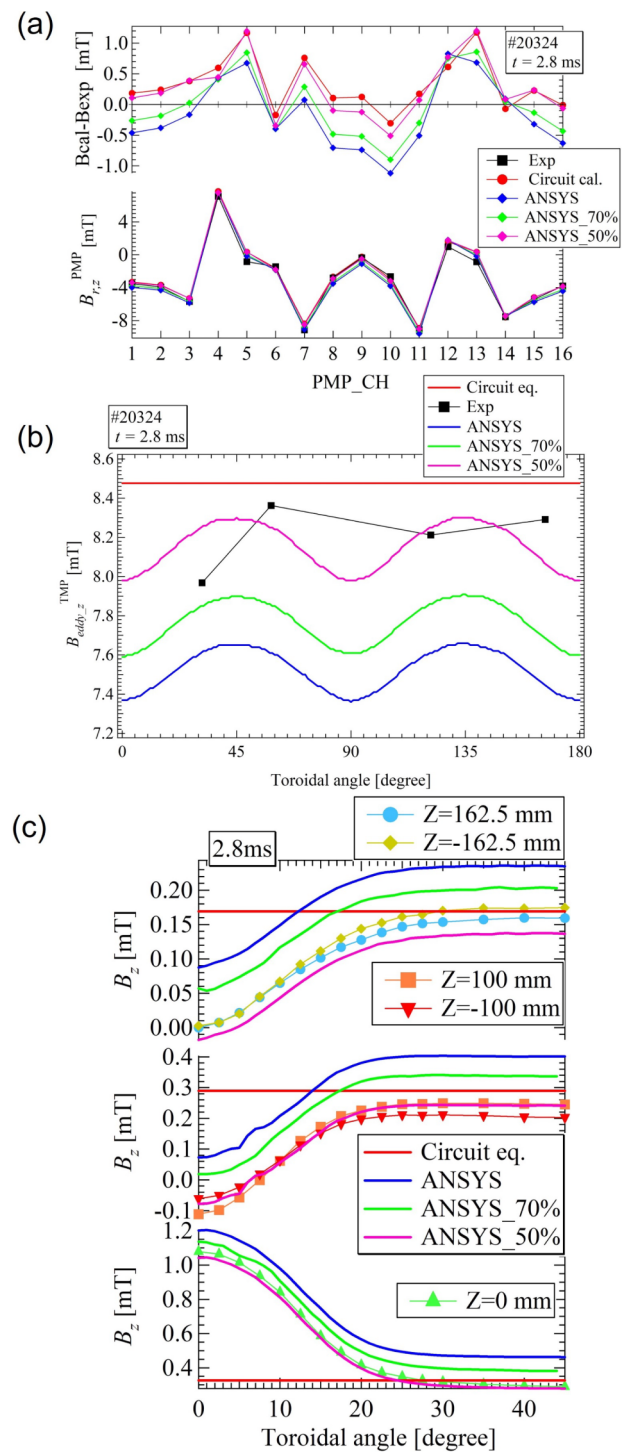 (a)
#20324
t = 2.8 ms
Bcal-Bexp [mT]
1.0
0.5
0.0
-0.5
-1.0
Exp
Circuit cal.
ANSYS
ANSYS_70%
ANSYS_50%
B_{r,z}^{PMP} [mT]
4
0
-4
-8
1 2 3 4 5 6 7 8 9 10 11 12 13 14 15 16
PMP_CH
Circuit eq.
Exp
ANSYS
ANSYS_70%
ANSYS_50%
#20324
t = 2.8 ms
(b)
B_{eddy_z}^{TMP} [mT]
8.6
8.4
8.2
8.0
7.8
7.6
7.4
7.2
0 45 90 135 180
Toroidal angle [degree]
(c)
Z=162.5 mm
Z=-162.5 mm
2.8ms
B_z [mT]
0.20
0.15
0.10
0.05
0.00
Z=100 mm
Z=-100 mm
B_z [mT]
0.4
0.3
0.2
0.1
0.0
-0.1
Circuit eq.
ANSYS
ANSYS_70%
ANSYS_50%
B_z [mT]
1.2
1.0
0.8
0.6
0.4
Z=0 mm
0 10 20 30 40
Toroidal angle [degree]